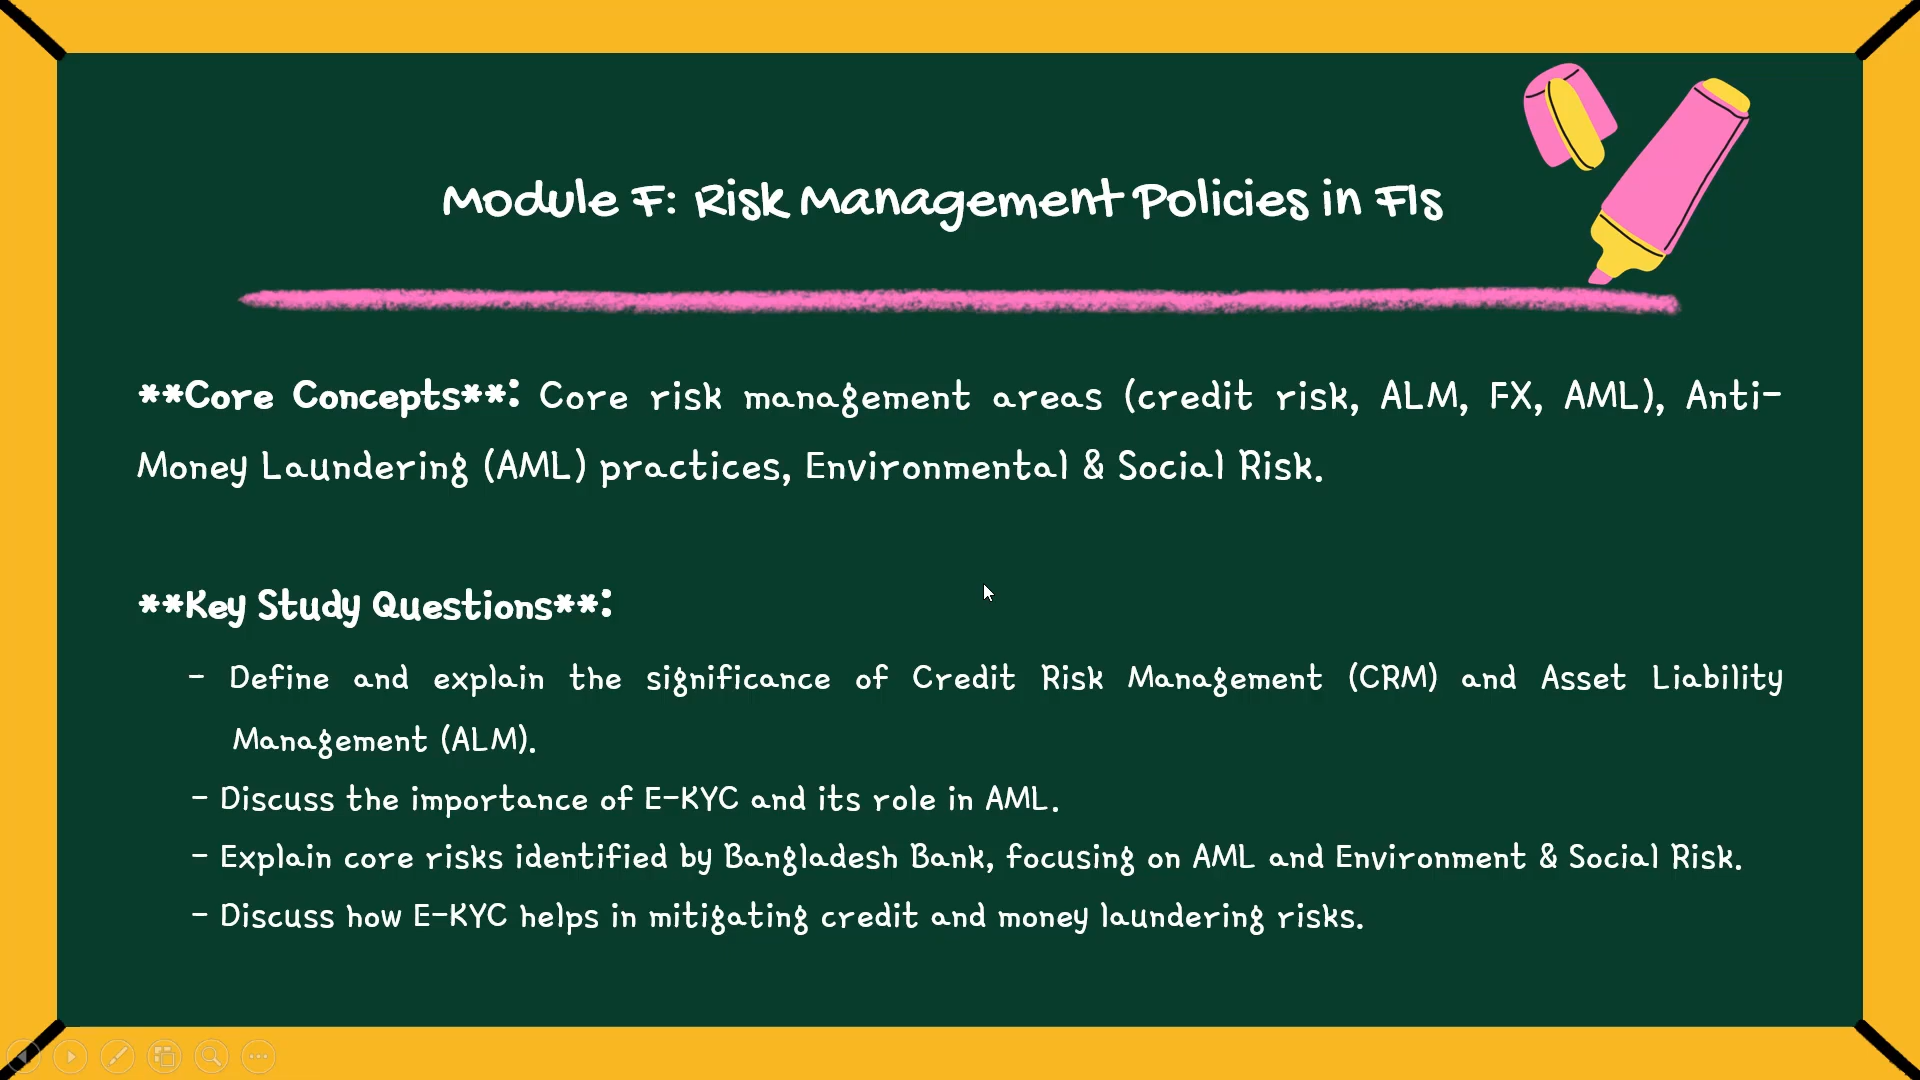 Module F: Risk Management Policies in FIs
**Core Concepts**: Core risk management areas (credit risk, ALM, FX, AML), Anti-
Money Laundering (AML) practices, Environmental & Social Risk.
**Key Study Questions**:
- Define and explain the significance of Credit Risk Management (CRM) and Asset Liability
Management (ALM).
- Discuss the importance of E-KYC and its role in AML.
- Explain core risks identified by Bangladesh Bank, focusing on AML and Environment & Social Risk.
- Discuss how E-KYC helps in mitigating credit and money laundering risks.